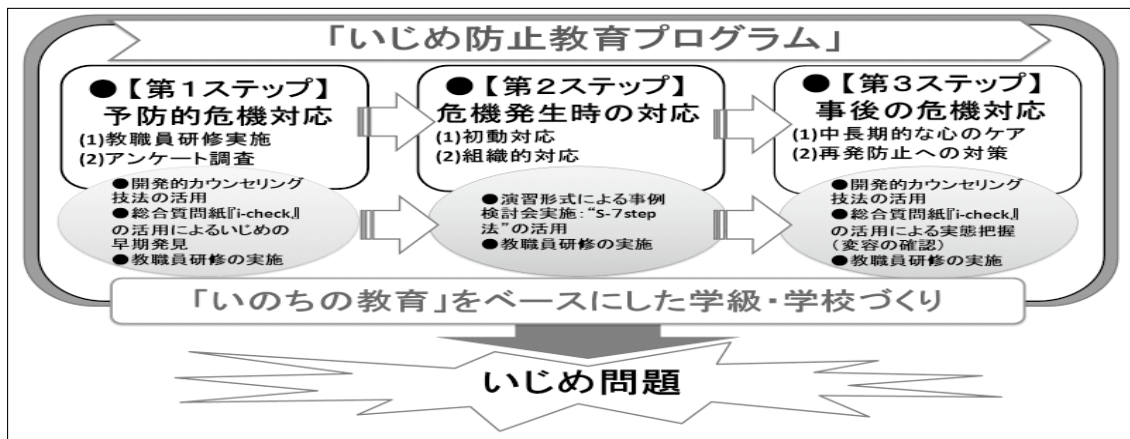 「いじめ防止教育プログラム」
●【第1ステップ】
予防的危機対応
(1)教職員研修実施
(2)アンケート調査
●開発的カウンセリング
技法の活用
●総合質問紙『i-check』
の活用によるいじめの
早期発見
●教職員研修の実施
●【第2ステップ】
危機発生時の対応
(1)初動対応
(2)組織的対応
●演習形式による事例
検討会実施:“S-7step
法”の活用
●教職員研修の実施
●【第3ステップ】
事後の危機対応
(1)中長期的な心のケア
(2)再発防止への対策
●開発的カウンセリング
技法の活用
●総合質問紙『i-check』
の活用による実態把握
(変容の確認)
●教職員研修の実施
「いのちの教育」をベースにした学級・学校づくり
いじめ問題